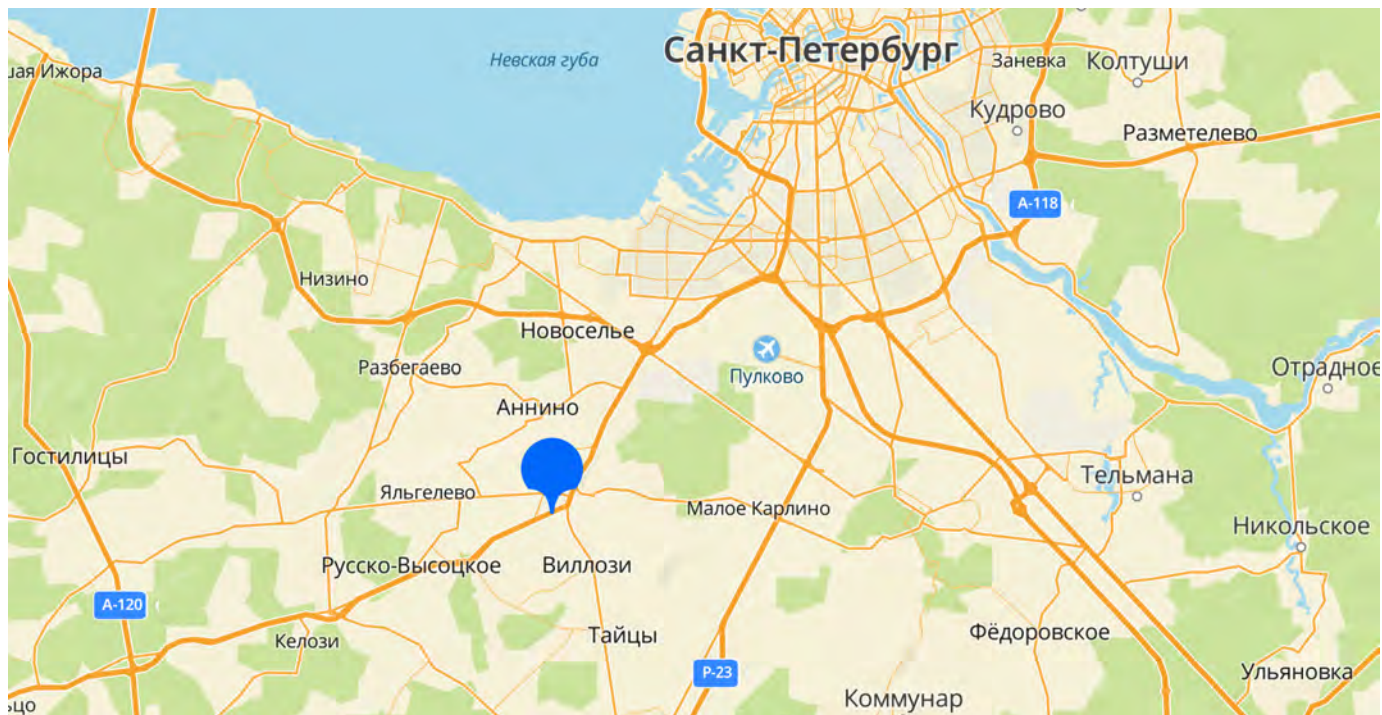 Санкт-Петербург
Невская губа
Заневка
Колтуши
шая Ижора
Кудрово
Разметелево
А-118
Низино
Новоселье
Разбегаево
Пулково
Отрадное
Аннино
Гостилицы
Яльгелево
Тельмана
Малое Карлино
Никольское
Русско-Высоцкое
Виллози
А-120
Келози
Тайцы
Фёдоровское
Р-23
Ульяновка
Коммунар
ьцо